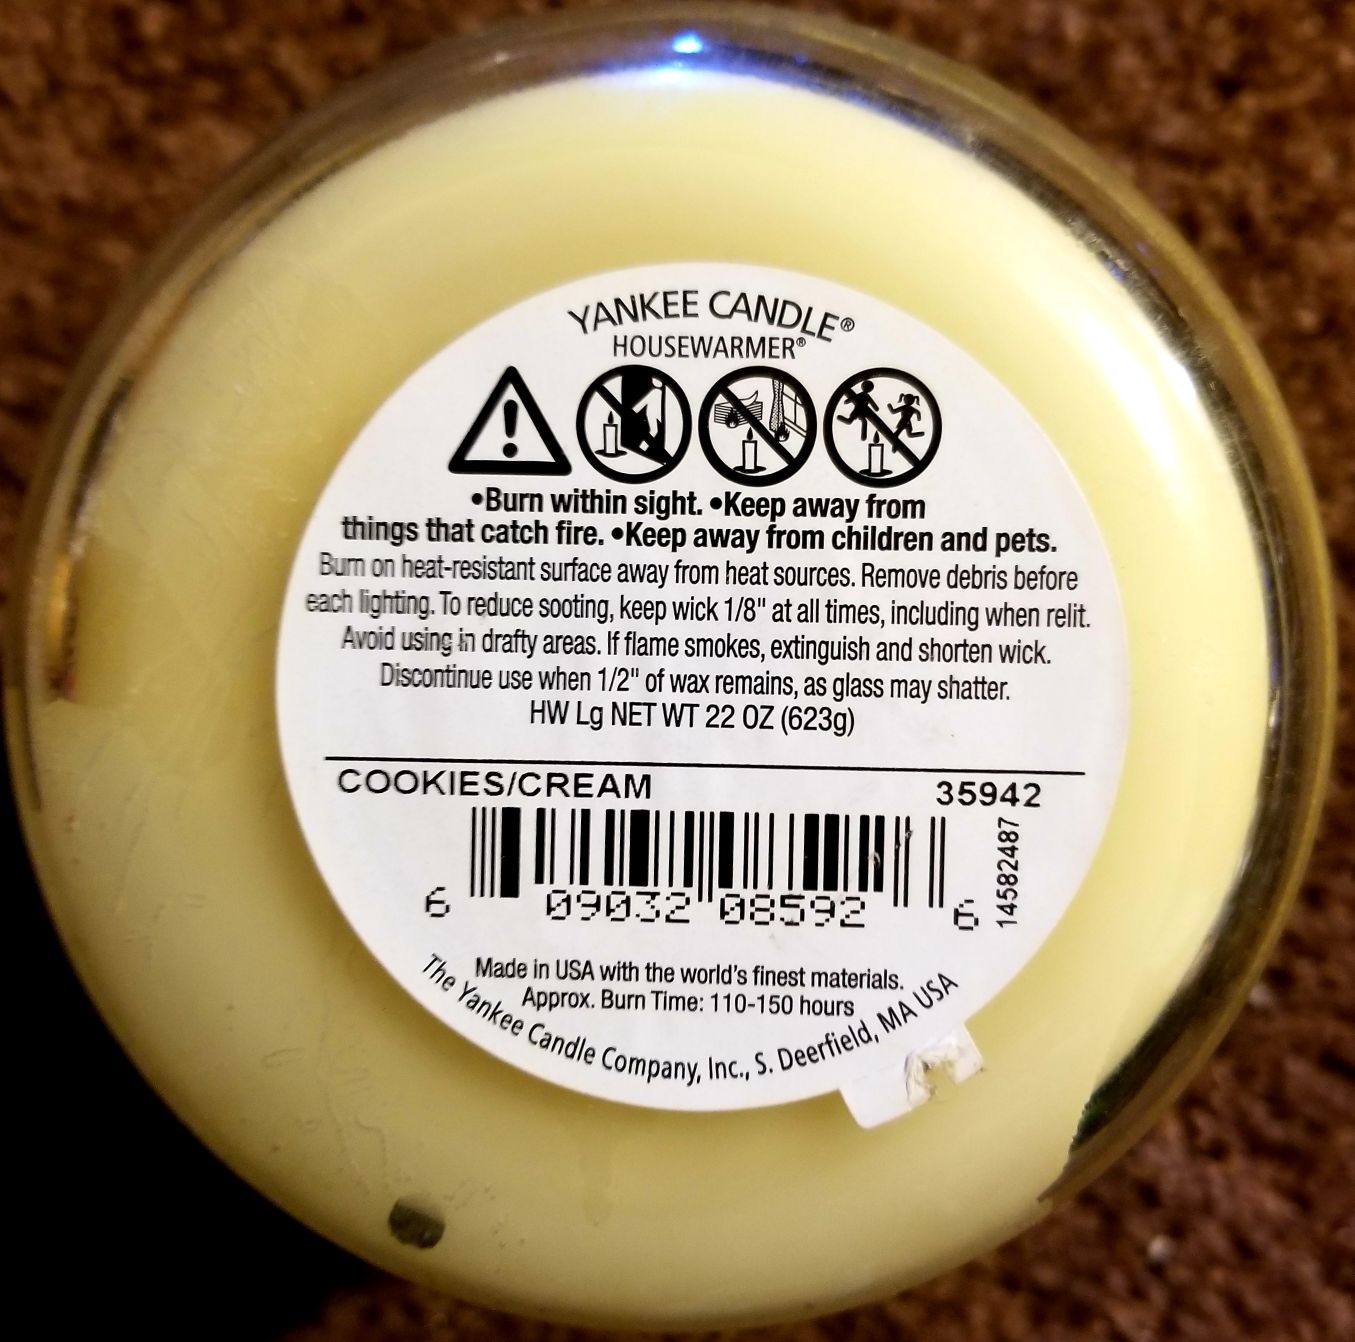 YANKEE CANDLE®
HOUSEWARMER®
•Burn within sight. •Keep away from
things that catch fire. •Keep away from children and pets.
Burn on heat-resistant surface away from heat sources. Remove debris before
each lighting. To reduce sooting, keep wick 1/8" at all times, including when relit.
Avoid using in drafty areas. If flame smokes, extinguish and shorten wick.
Discontinue use when 1/2" of wax remains, as glass may shatter.
HW Lg NET WT 22 OZ (623g)
COOKIES/CREAM 35942
6 09032 08592 6
14582487
Made in USA with the world's finest materials.
Approx. Burn Time: 110-150 hours
The Yankee Candle Company, Inc., S. Deerfield, MA USA